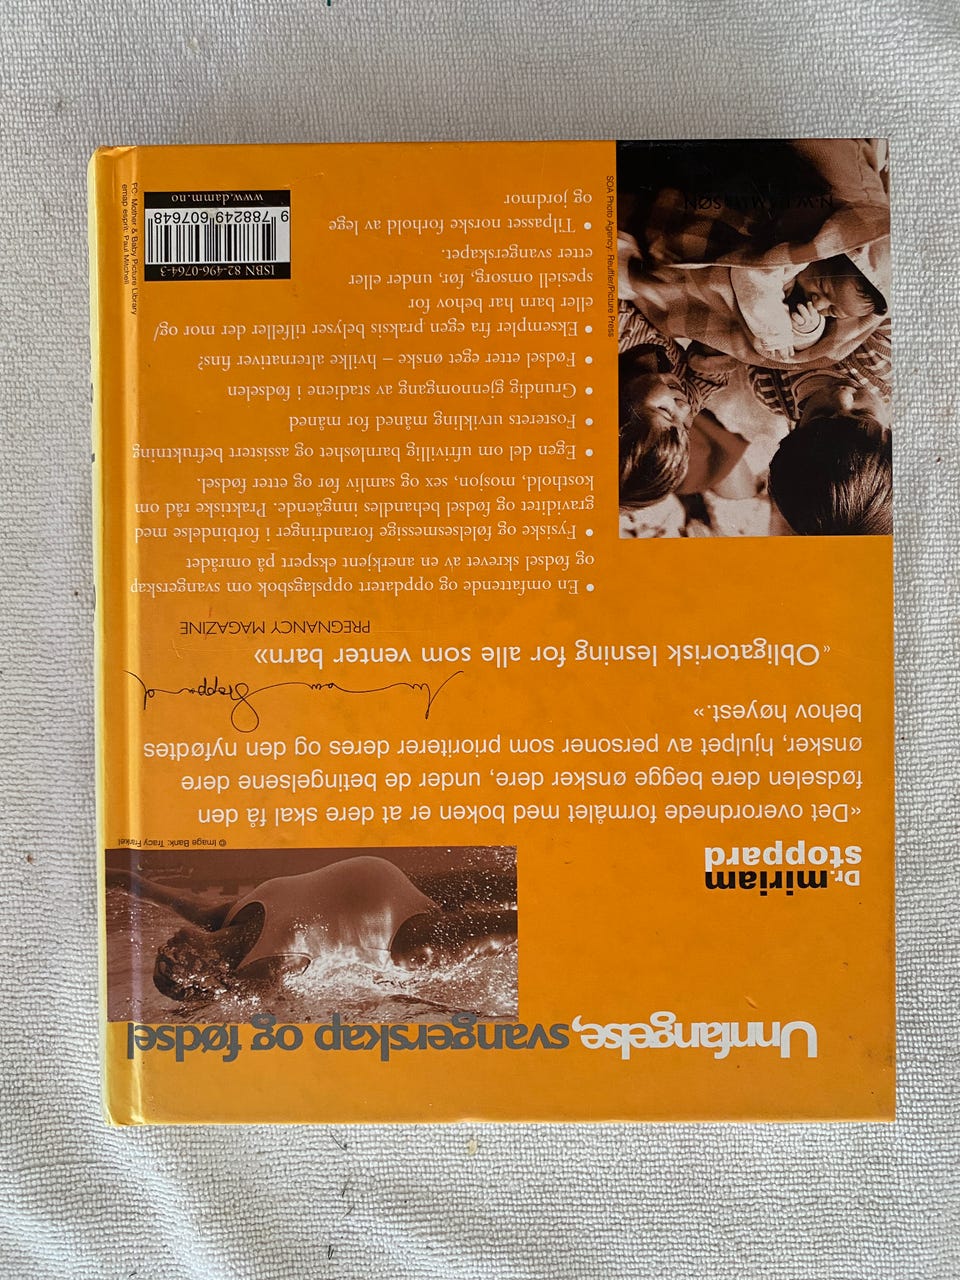 Unnfangelse, svangerskap og fødsel
Dr. miriam
stoppard
© Image Bank: Tracy Frankel
«Det overordnede formålet med boken er at dere skal få den
fødselen dere begge ønsker dere, under de betingelsene dere
ønsker, hjulpet av personer som prioriterer deres og den nyfødtes
behov høyest.»
Miriam Stoppard
«Obligatorisk lesning for alle som venter barn»
PREGNANCY MAGAZINE
• En omfattende og oppdatert oppslagsbok om svangerskap
og fødsel skrevet av en anerkjent ekspert på området
• Fysiske og følelsesmessige forandringer i forbindelse med
graviditet og fødsel behandles inngående. Praktiske råd om
kosthold, mosjon, sex og samliv før og etter fødsel.
• Egen del om ufrivillig barnløshet og assistert befruktning
• Fosterets utvikling måned for måned
• Grundig gjennomgang av stadiene i fødselen
• Fødsel etter eget ønske – hvilke alternativer fins?
• Eksempler fra egen praksis belyser tilfeller der mor og/
eller barn har behov for
spesiell omsorg, før, under eller
etter svangerskapet.
• Tilpasset norske forhold av lege
og jordmor
SOA Photo Agency: Reuffler/Picture Press
N.W. DAMM & SØN
ISBN 82-496-0764-3
9 788249 607648
www.damm.no
FC: Mother & Baby Picture Library
emap esprit: Paul Mitchell